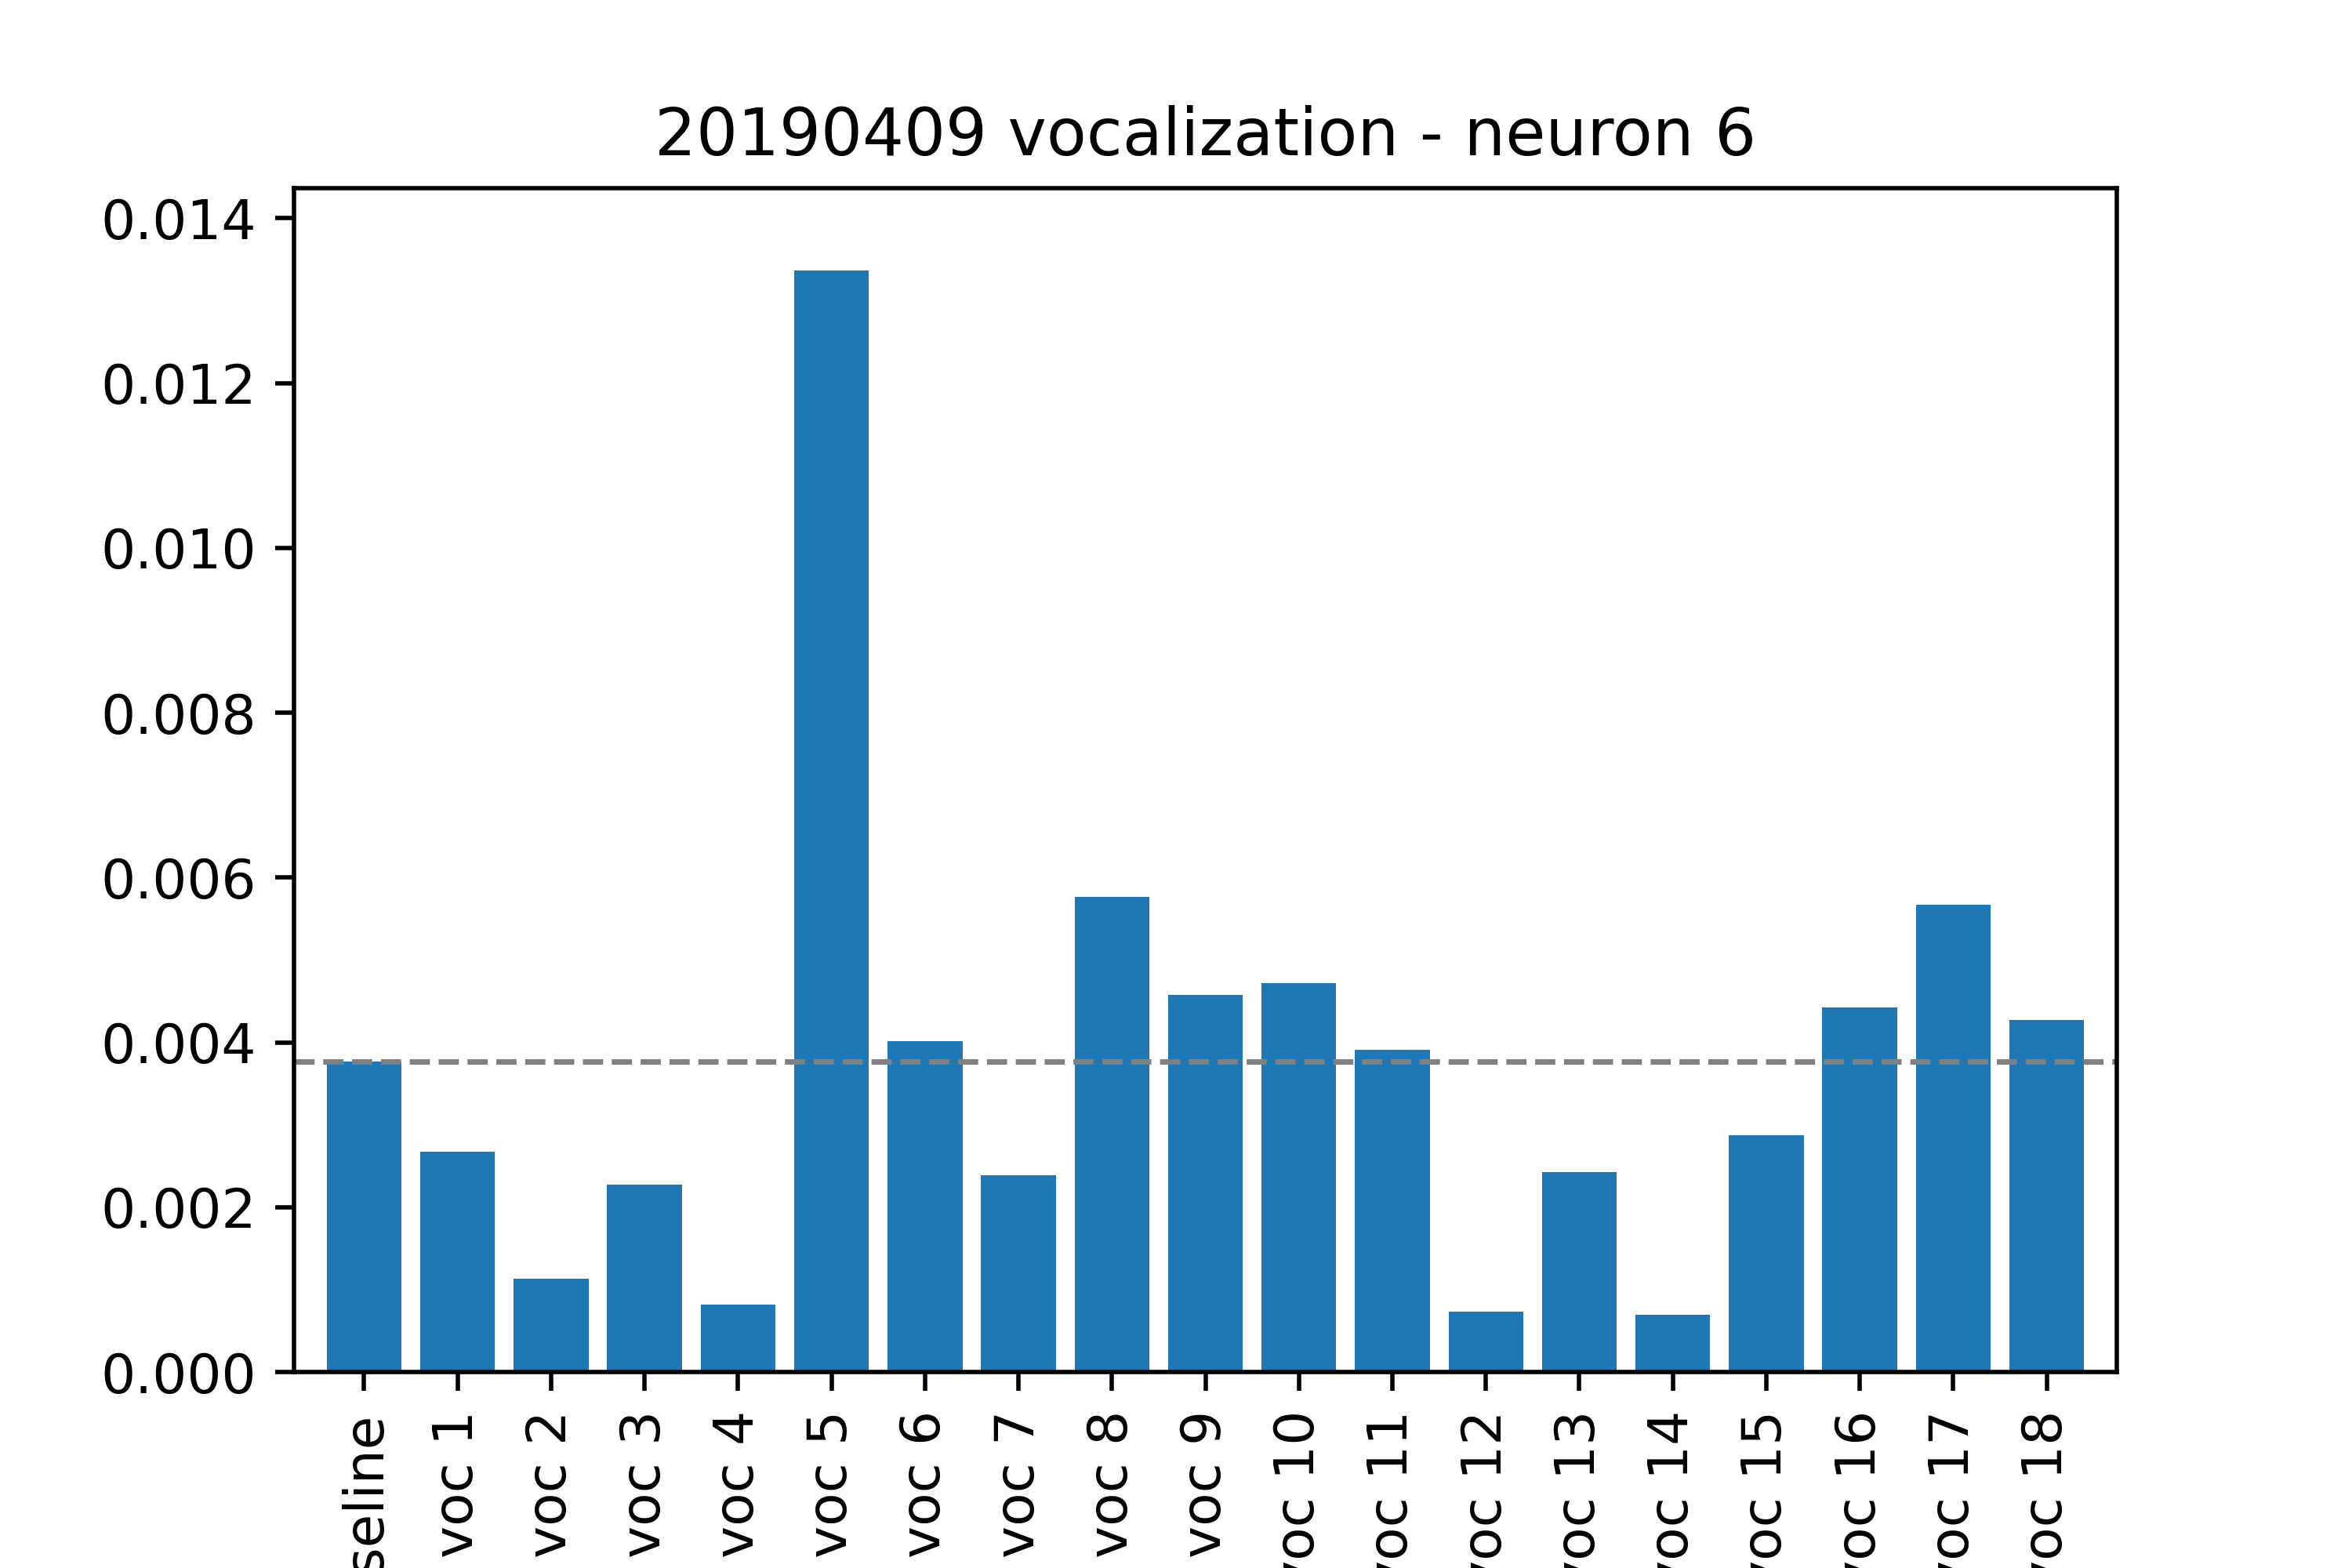 20190409 vocalization - neuron 6
0.014
0.012
0.010
0.008
0.006
0.004
0.002
0.000
seline
voc 1
voc 2
voc 3
voc 4
voc 5
voc 6
voc 7
voc 8
voc 9
voc 10
voc 11
voc 12
voc 13
voc 14
voc 15
voc 16
voc 17
voc 18